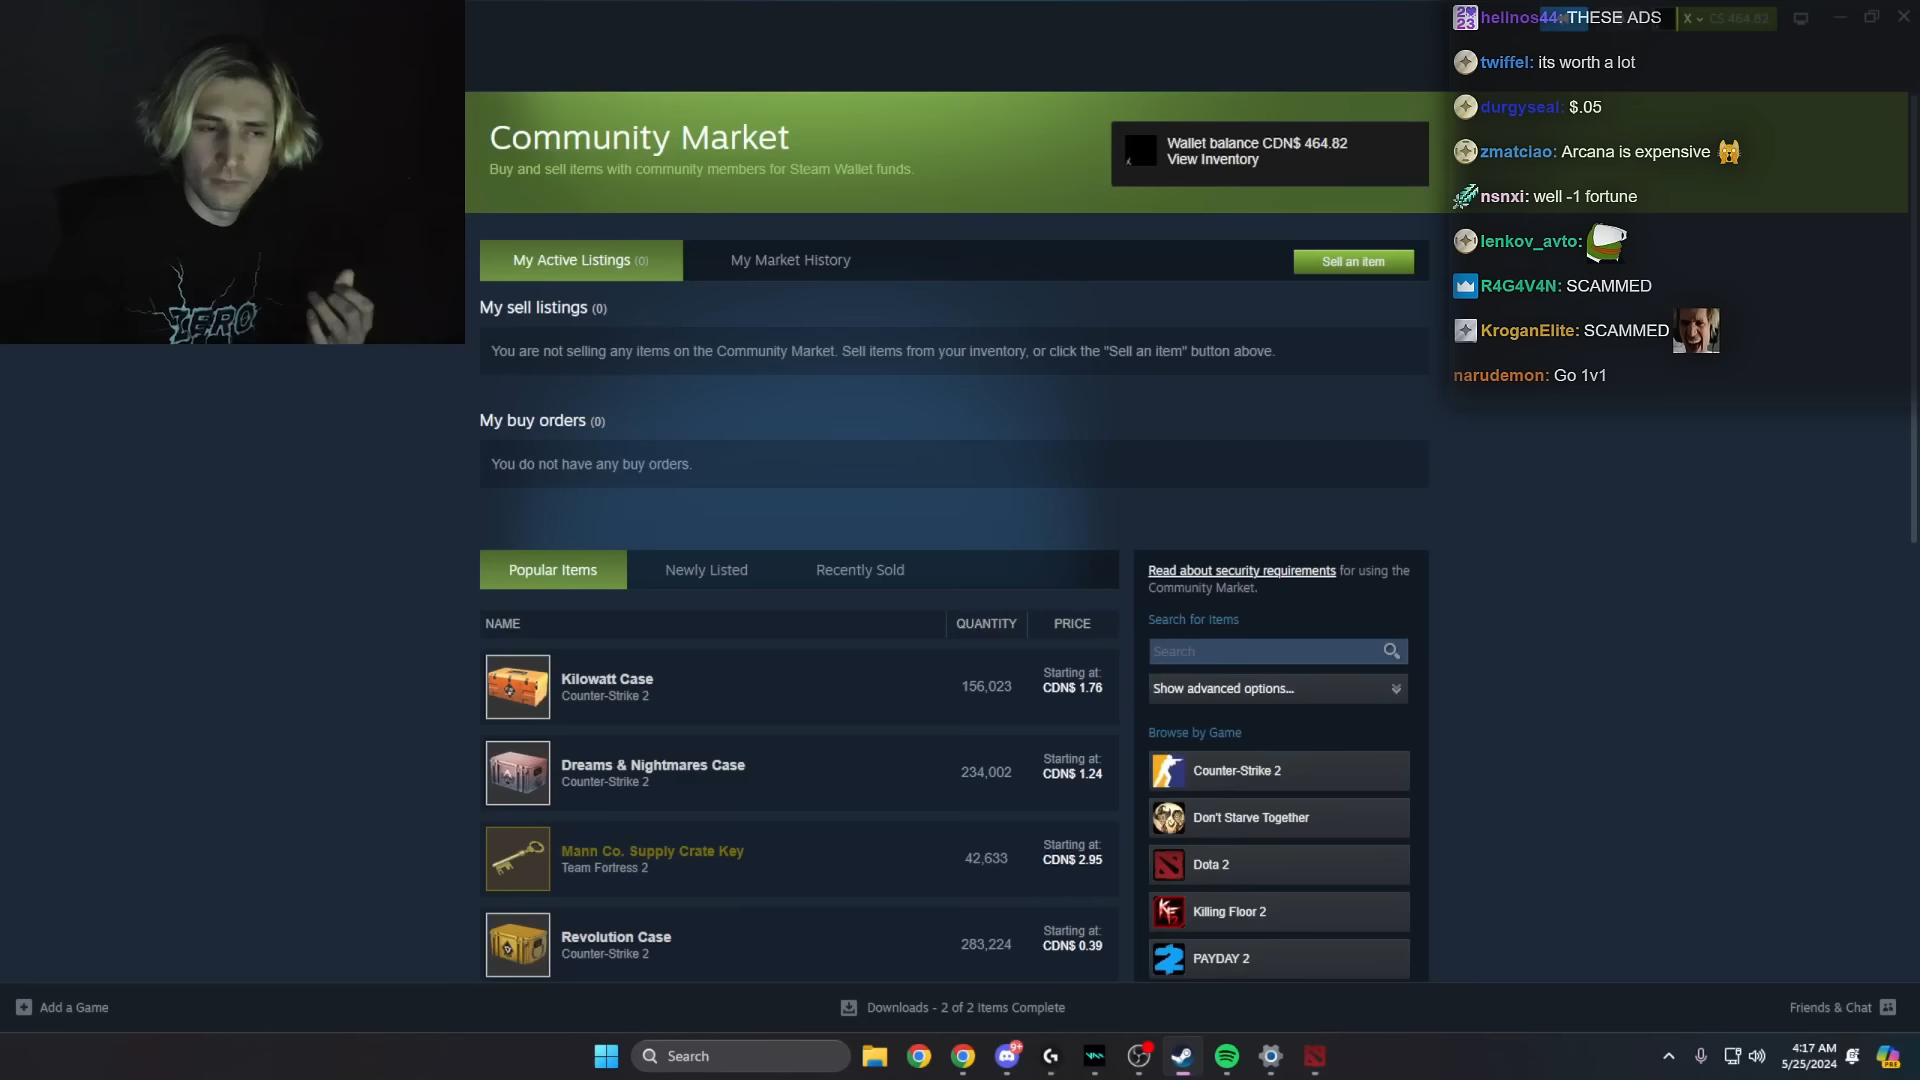 hellnos44: THESE ADS
X C$ 464.82
twiffel: its worth a lot
durgyseal: $.05
zmatciao: Arcana is expensive
nsnxi: well -1 fortune
lenkov_avto:
R4G4V4N: SCAMMED
KroganElite: SCAMMED
narudemon: Go 1v1
ZERO
Community Market
Buy and sell items with community members for Steam Wallet funds.
Wallet balance CDN$ 464.82
View Inventory
My Active Listings (0)
My Market History
Sell an item
My sell listings (0)
You are not selling any items on the Community Market. Sell items from your inventory, or click the "Sell an item" button above.
My buy orders (0)
You do not have any buy orders.
Popular Items
Newly Listed
Recently Sold
NAME QUANTITY PRICE
Kilowatt Case
Counter-Strike 2
156,023
Starting at:
CDN$ 1.76
Dreams & Nightmares Case
Counter-Strike 2
234,002
Starting at:
CDN$ 1.24
Mann Co. Supply Crate Key
Team Fortress 2
42,633
Starting at:
CDN$ 2.95
Revolution Case
Counter-Strike 2
283,224
Starting at:
CDN$ 0.39
Read about security requirements for using the
Community Market.
Search for Items
Search
Show advanced options...
Browse by Game
Counter-Strike 2
Don't Starve Together
Dota 2
Killing Floor 2
PAYDAY 2
Add a Game
Downloads - 2 of 2 Items Complete
Friends & Chat
Search
9+
4:17 AM
5/25/2024
PRE